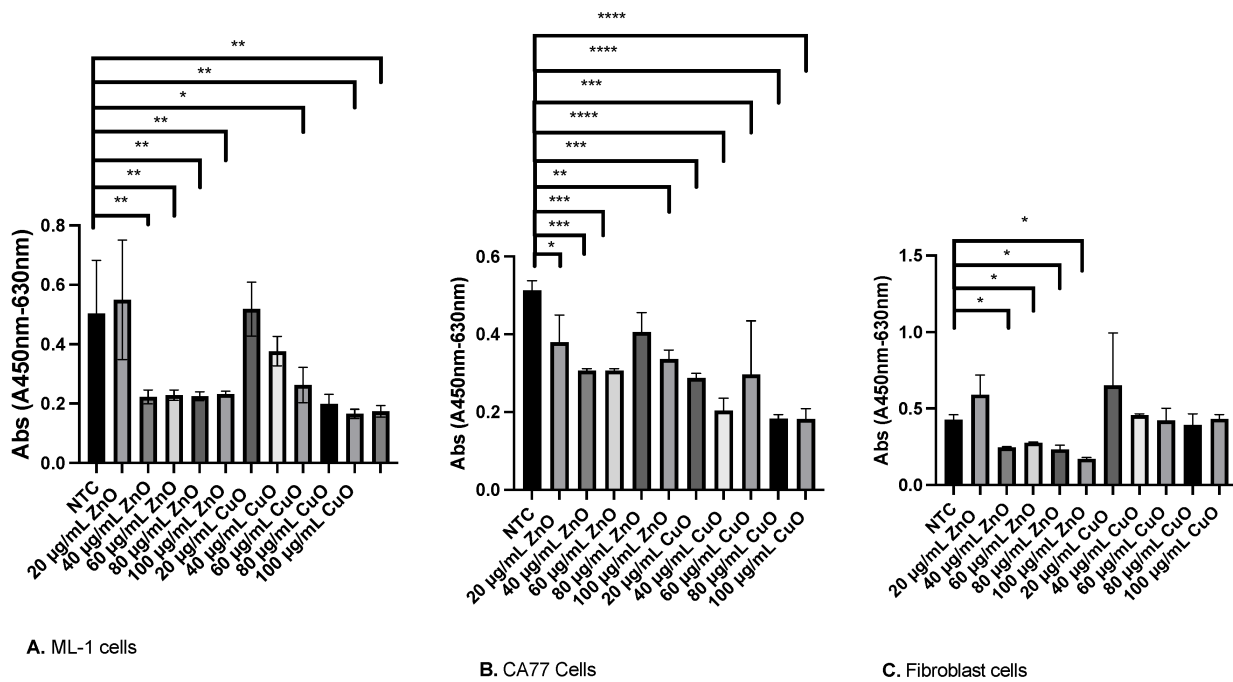 **
**
*
**
**
**
**
Abs (A450nm-630nm)
0.8
0.6
0.4
0.2
0.0
NTC
20 µg/mL ZnO
40 µg/mL ZnO
60 µg/mL ZnO
80 µg/mL ZnO
100 µg/mL ZnO
20 µg/mL CuO
40 µg/mL CuO
60 µg/mL CuO
80 µg/mL CuO
100 µg/mL CuO
A. ML-1 cells
****
****
***
****
***
**
***
***
*
Abs (A450nm-630nm)
0.6
0.4
0.2
0.0
NTC
20 µg/mL ZnO
40 µg/mL ZnO
60 µg/mL ZnO
80 µg/mL ZnO
100 µg/mL ZnO
20 µg/mL CuO
40 µg/mL CuO
60 µg/mL CuO
80 µg/mL CuO
100 µg/mL CuO
B. CA77 Cells
*
*
*
*
Abs (A450nm-630nm)
1.5
1.0
0.5
0.0
NTC
20 µg/mL ZnO
40 µg/mL ZnO
60 µg/mL ZnO
80 µg/mL ZnO
100 µg/mL ZnO
20 µg/mL CuO
40 µg/mL CuO
60 µg/mL CuO
80 µg/mL CuO
100 µg/mL CuO
C. Fibroblast cells